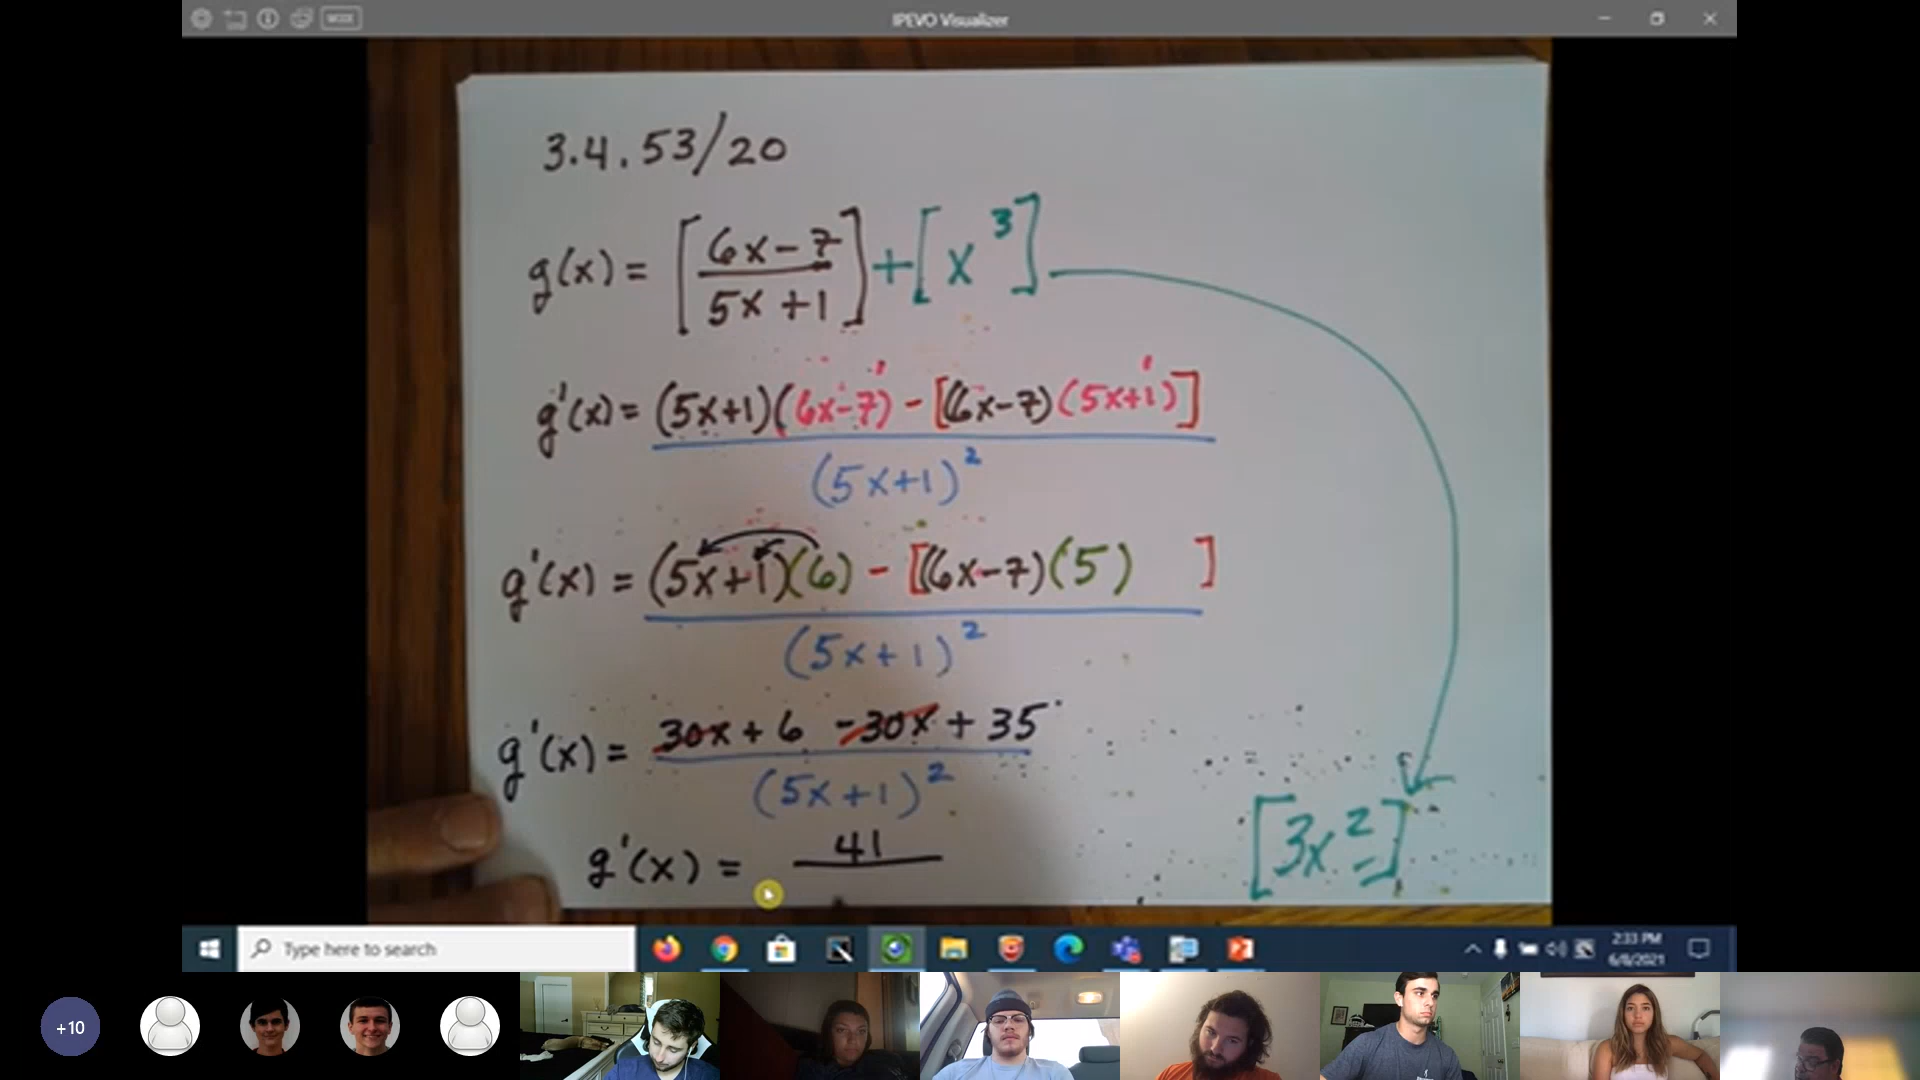 IPEVO Visualizer
MODE
3.4.53/20
g(x) = [6x-7 / 5x+1] + [x³]
g'(x) = (5x+1)(6x-7)' - [(6x-7)(5x+1)']
(5x+1)²
g'(x) = (5x+1)(6) - [(6x-7)(5) ]
(5x+1)²
g'(x) = 30x + 6 - 30x + 35
(5x+1)²
g'(x) = 41
[3x²]
Type here to search
2:33 PM
6/8/2021
+10